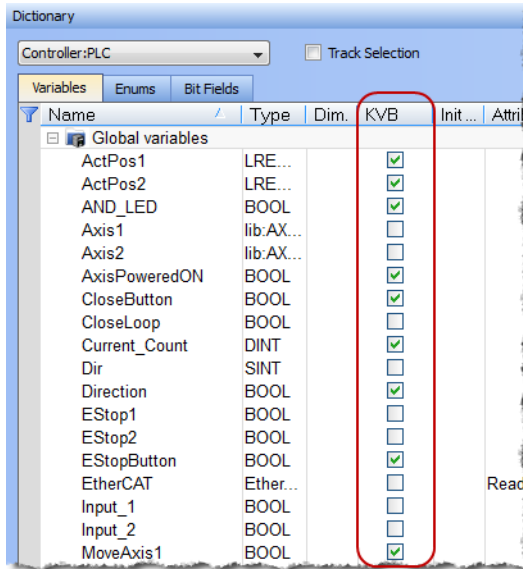 Dictionary
Controller:PLC Track Selection
Variables Enums Bit Fields
Name Type Dim. KVB Init ... Attri
Global variables
ActPos1 LRE...
ActPos2 LRE...
AND_LED BOOL
Axis1 lib:AX...
Axis2 lib:AX...
AxisPoweredON BOOL
CloseButton BOOL
CloseLoop BOOL
Current_Count DINT
Dir SINT
Direction BOOL
EStop1 BOOL
EStop2 BOOL
EStopButton BOOL
EtherCAT Ether... Read
Input_1 BOOL
Input_2 BOOL
MoveAxis1 BOOL